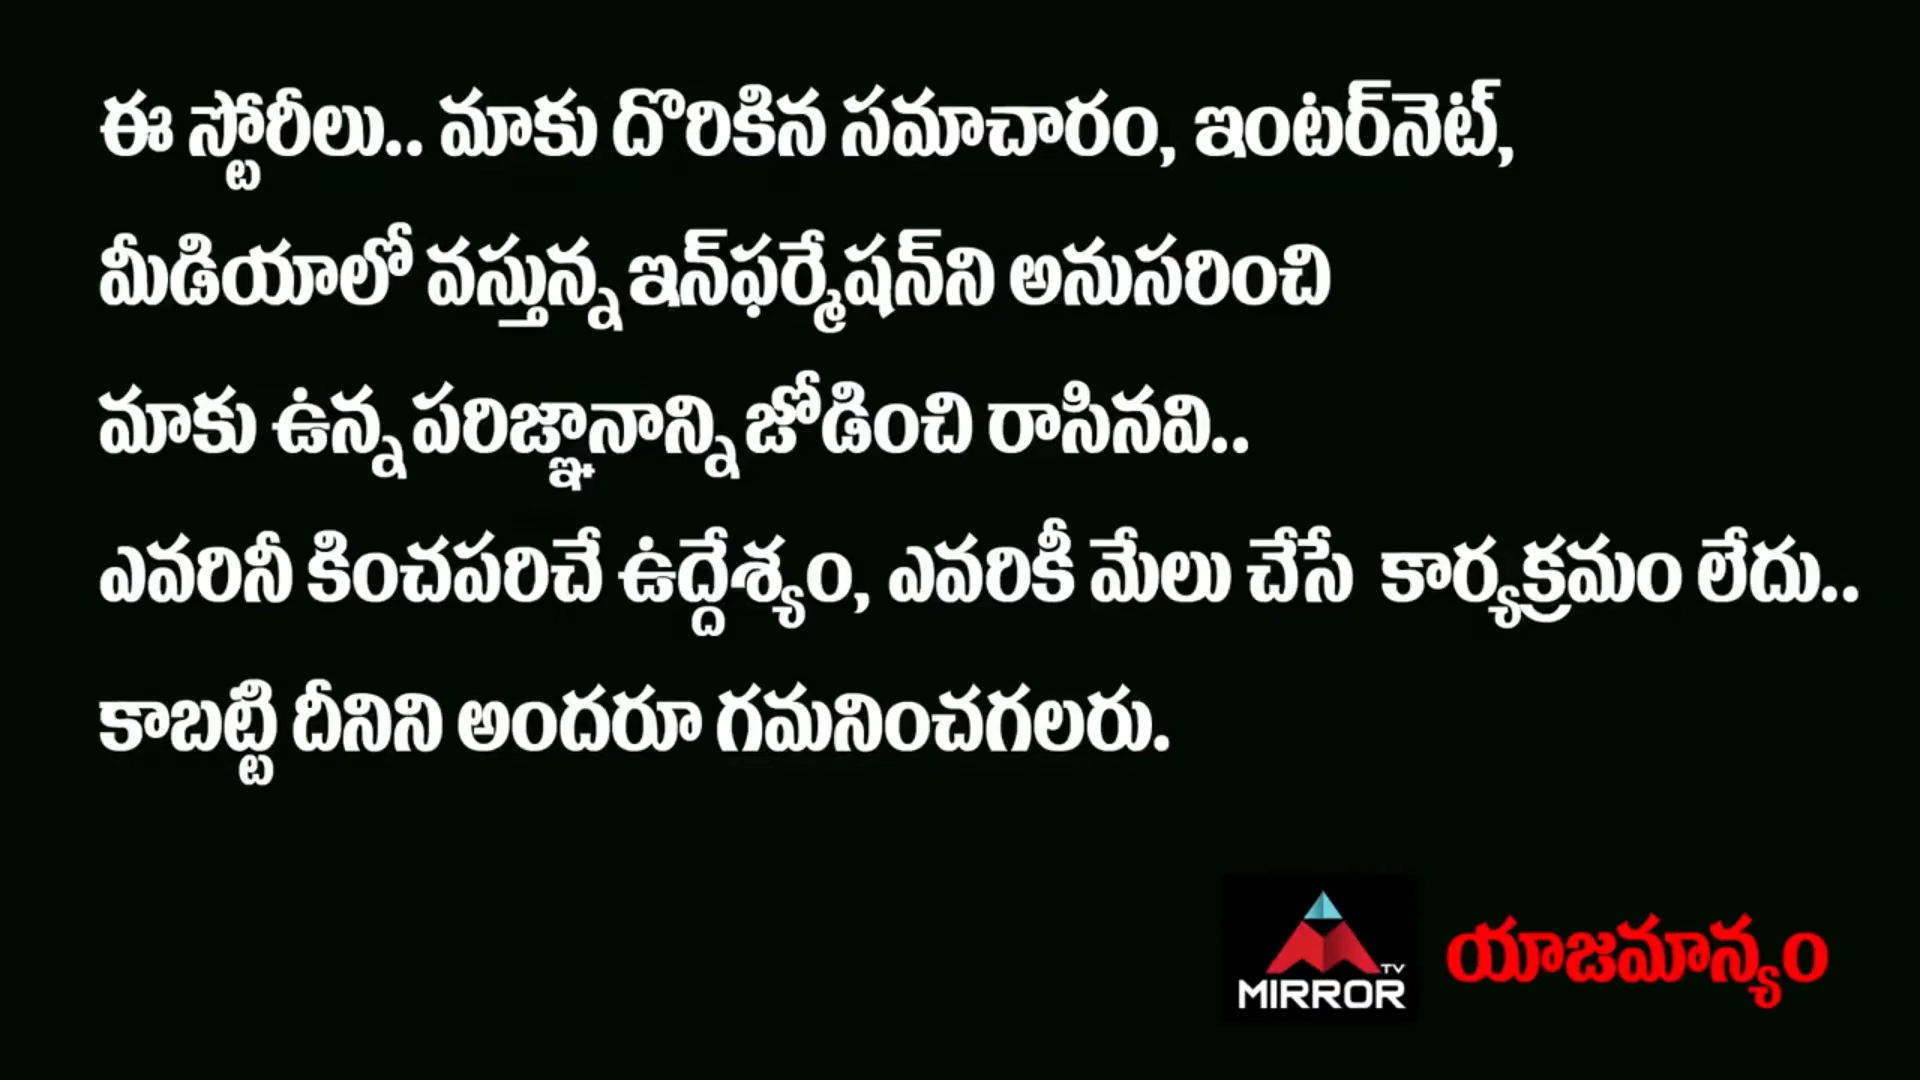 ఈ స్టోరీలు.. మాకు దొరికిన సమాచారం, ఇంటర్‌నెట్,
మీడియాలో వస్తున్న ఇన్‌ఫర్మేషన్‌ని అనుసరించి
మాకు ఉన్న పరిజ్ఞానాన్ని జోడించి రాసినవి..
ఎవరినీ కించపరిచే ఉద్దేశ్యం, ఎవరికీ మేలు చేసే కార్యక్రమం లేదు..
కాబట్టి దీనిని అందరూ గమనించగలరు.
TV
MIRROR యాజమాన్యం